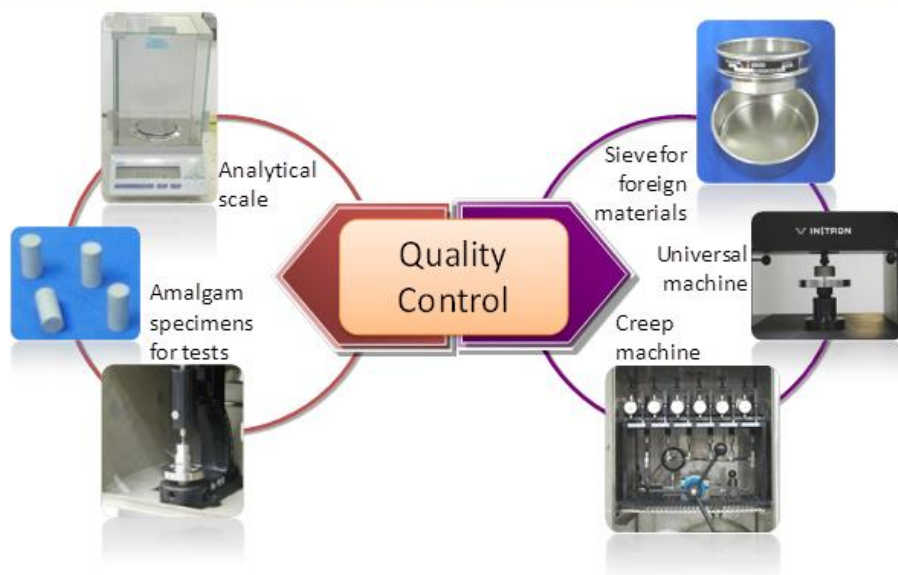 Analytical
scale
Amalgam
specimens
for tests
Quality
Control
Sieve for
foreign
materials
Universal
machine
INSTRON
Creep
machine